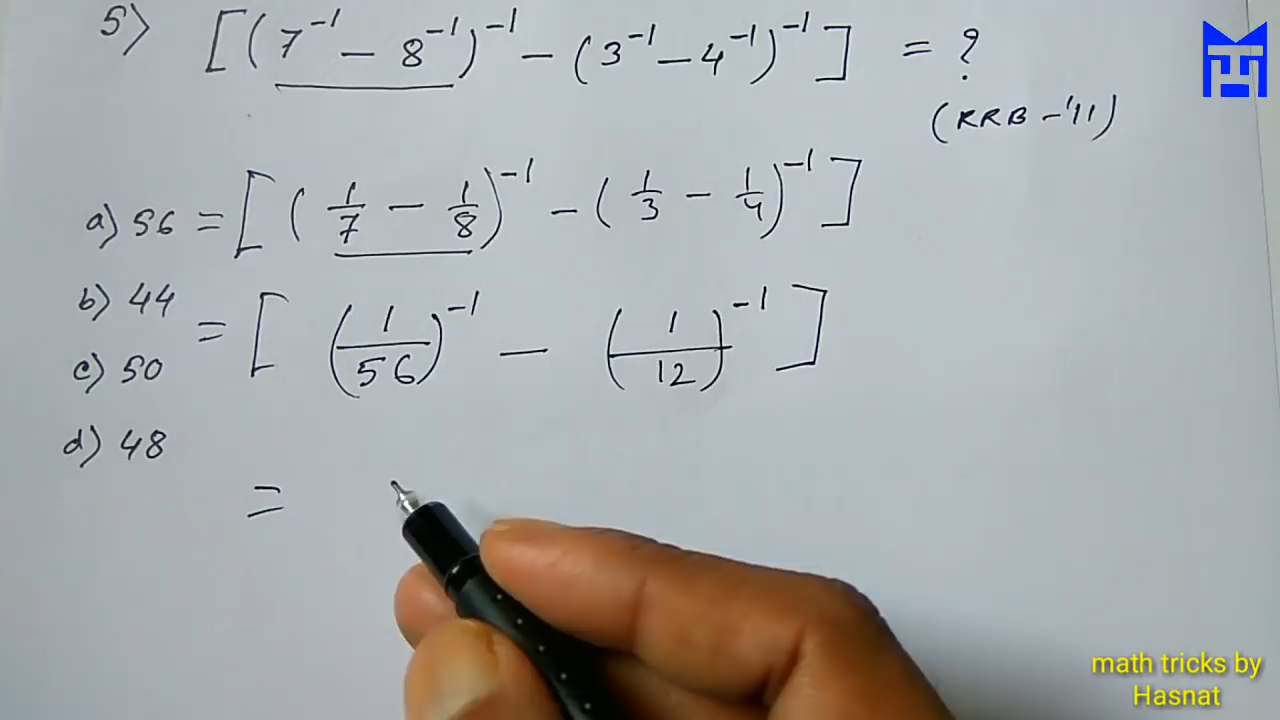 5) [(7⁻¹ – 8⁻¹)⁻¹ – (3⁻¹ – 4⁻¹)⁻¹] = ?
(RRB – '11)
= [(1/7 – 1/8)⁻¹ – (1/3 – 1/4)⁻¹]
a) 56
b) 44
= [(1/56)⁻¹ – (1/12)⁻¹]
c) 50
d) 48
=
math tricks by
Hasnat